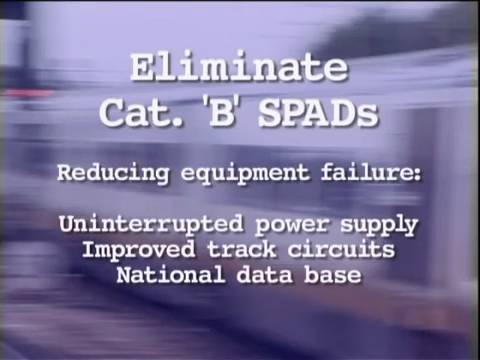 Eliminate
Cat. 'B' SPADs
Reducing equipment failure:
Uninterrupted power supply
Improved track circuits
National data base